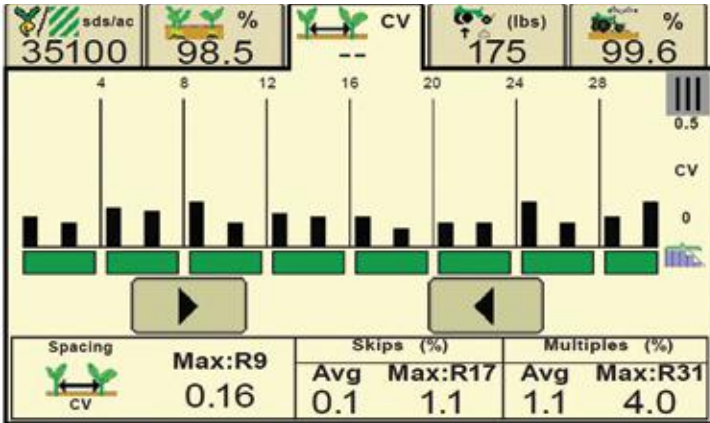 sds/ac % CV (lbs) %
35100 98.5 -- 175 99.6
4 8 12 16 20 24 28
0.5
CV
0
Spacing Skips (%) Multiples (%)
Max:R9 Avg Max:R17 Avg Max:R31
CV 0.16 0.1 1.1 1.1 4.0